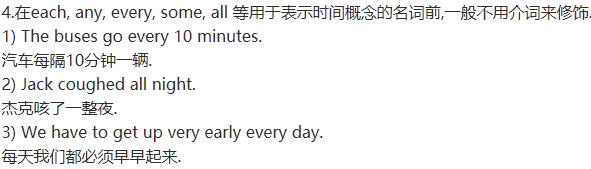 4.在each, any, every, some, all 等用于表示时间概念的名词前,一般不用介词来修饰.
1) The buses go every 10 minutes.
汽车每隔10分钟一辆.
2) Jack coughed all night.
杰克咳了一整夜.
3) We have to get up very early every day.
每天我们都必须早早起来.